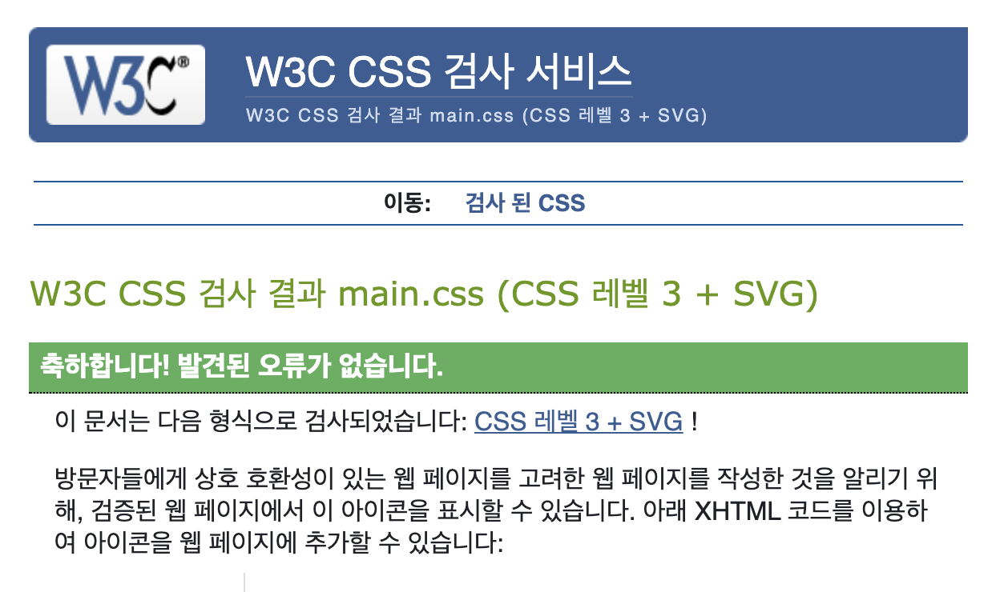 W3C®
W3C CSS 검사 서비스
W3C CSS 검사 결과 main.css (CSS 레벨 3 + SVG)
이동: 검사 된 CSS
W3C CSS 검사 결과 main.css (CSS 레벨 3 + SVG)
축하합니다! 발견된 오류가 없습니다.
이 문서는 다음 형식으로 검사되었습니다: CSS 레벨 3 + SVG !
방문자들에게 상호 호환성이 있는 웹 페이지를 고려한 웹 페이지를 작성한 것을 알리기 위
해, 검증된 웹 페이지에서 이 아이콘을 표시할 수 있습니다. 아래 XHTML 코드를 이용하
여 아이콘을 웹 페이지에 추가할 수 있습니다: